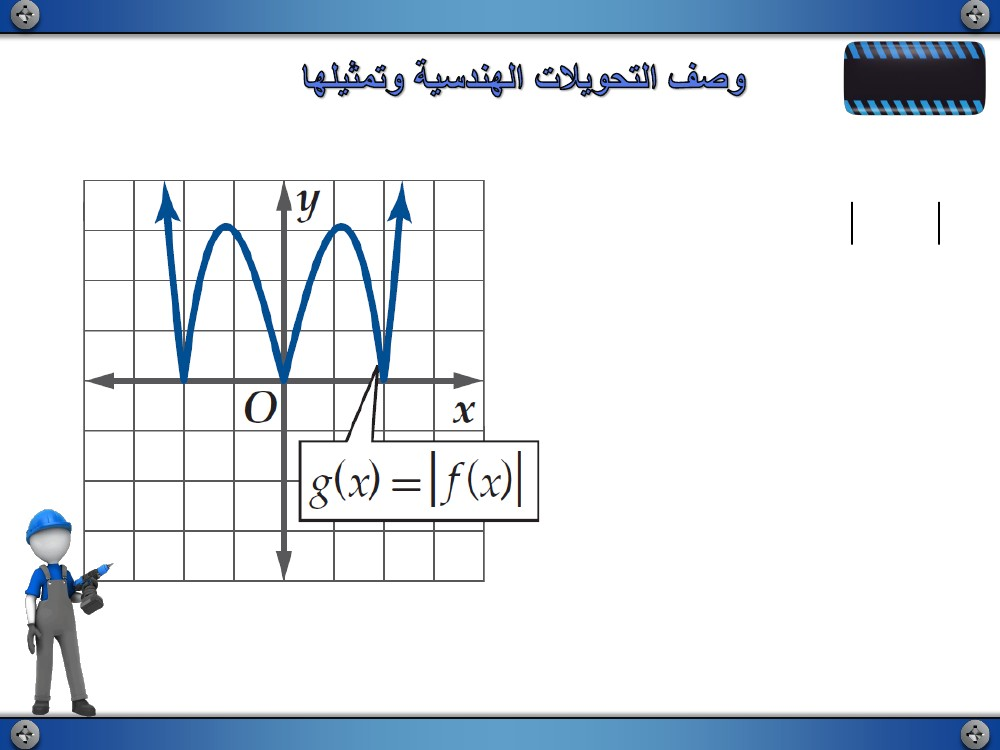 وصف التحويلات الهندسية وتمثيلها
y
O
x
g(x) = |f(x)|
| |